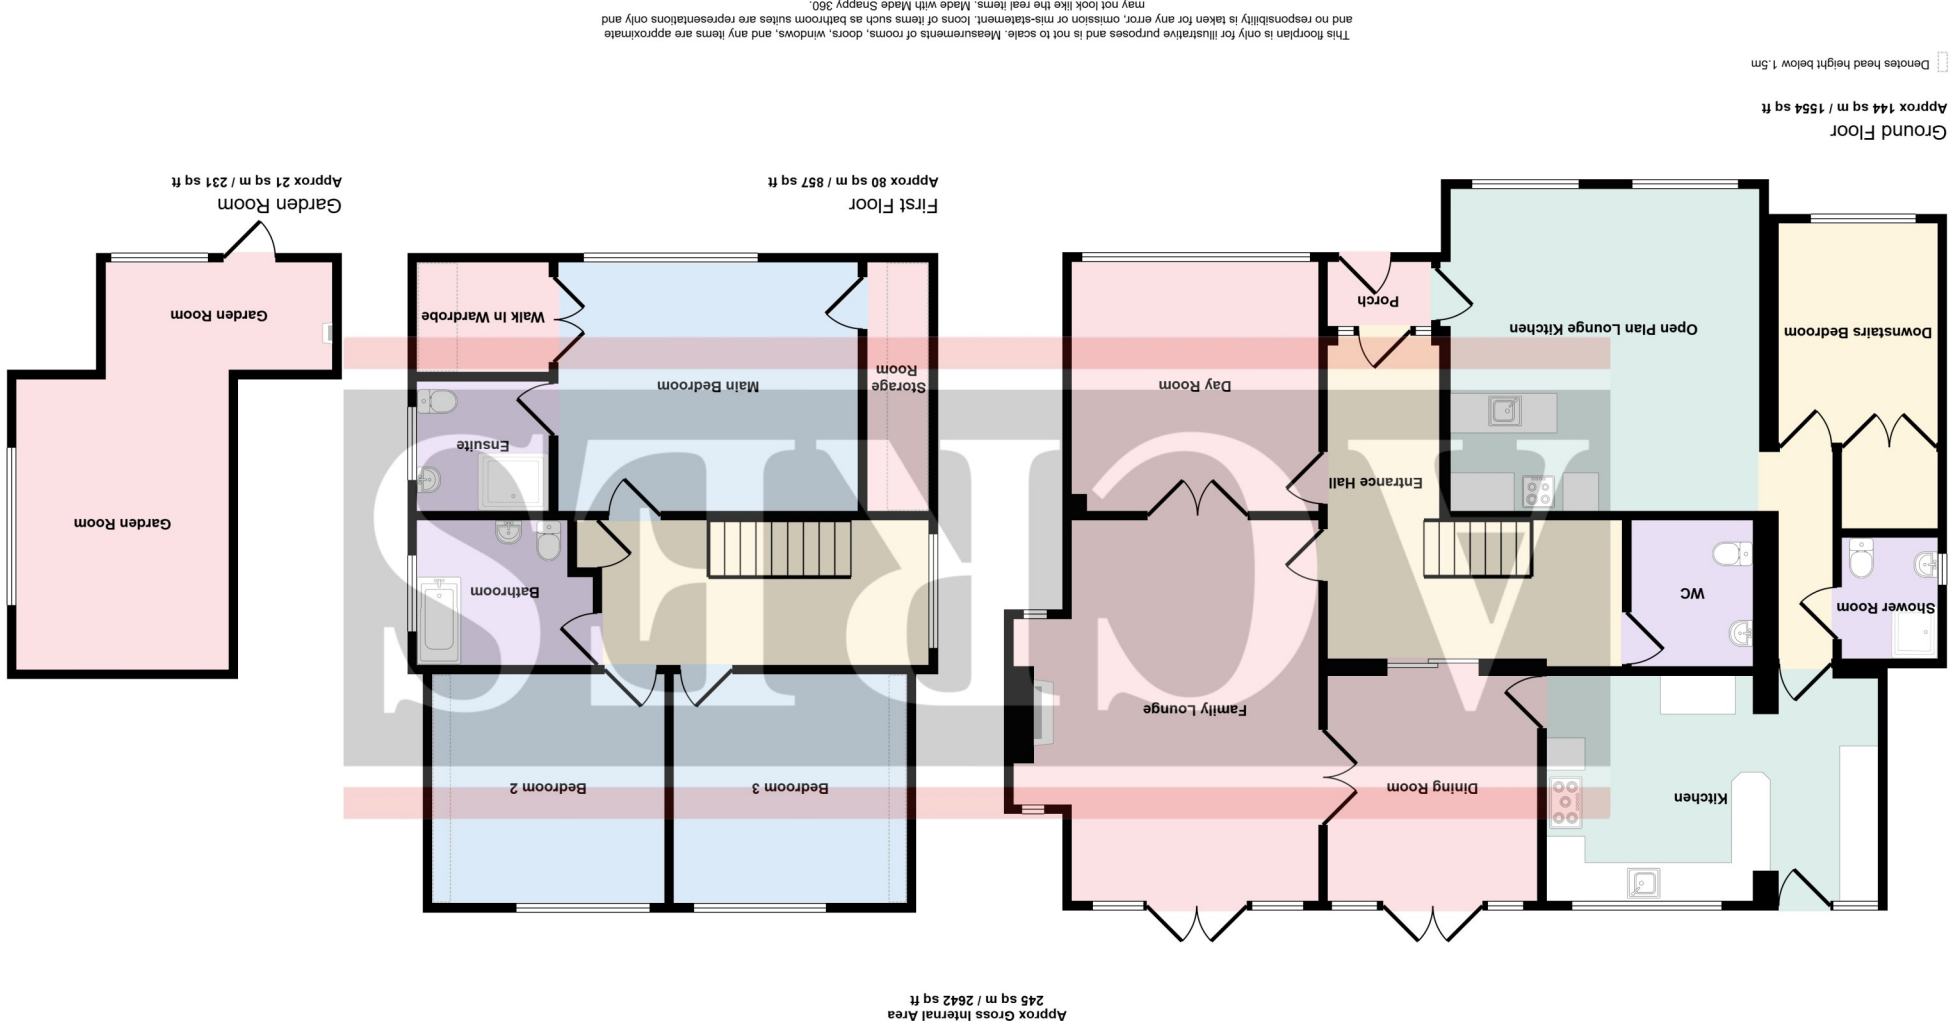 Approx Gross Internal Area
245 sq m / 2642 sq ft
Kitchen
Dining Room
Family Lounge
Bedroom 3
Bedroom 2
Shower Room
WC
Bathroom
Garden Room
Entrance Hall
Ensuite
Day Room
Main Bedroom
Storage
Room
Downstairs Bedroom
Open Plan Lounge Kitchen
Porch
Walk In Wardrobe
Garden Room
ACRES
Ground Floor
Approx 144 sq m / 1554 sq ft
First Floor
Approx 80 sq m / 857 sq ft
Garden Room
Approx 21 sq m / 231 sq ft
Denotes head height below 1.5m
This floorplan is only for illustrative purposes and is not to scale. Measurements of rooms, doors, windows, and any items are approximate
and no responsibility is taken for any error, omission or mis-statement. Icons of items such as bathroom suites are representations only and
may not look like the real items. Made with Made Snappy 360.